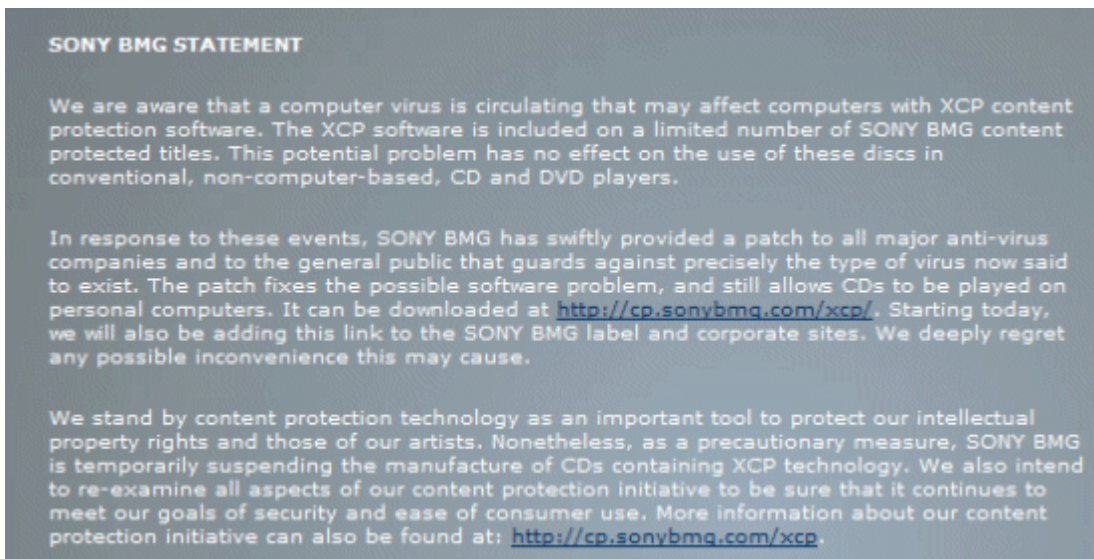 SONY BMG STATEMENT
We are aware that a computer virus is circulating that may affect computers with XCP content
protection software. The XCP software is included on a limited number of SONY BMG content
protected titles. This potential problem has no effect on the use of these discs in
conventional, non-computer-based, CD and DVD players.
In response to these events, SONY BMG has swiftly provided a patch to all major anti-virus
companies and to the general public that guards against precisely the type of virus now said
to exist. The patch fixes the possible software problem, and still allows CDs to be played on
personal computers. It can be downloaded at http://cp.sonybmg.com/xcp/. Starting today,
we will also be adding this link to the SONY BMG label and corporate sites. We deeply regret
any possible inconvenience this may cause.
We stand by content protection technology as an important tool to protect our intellectual
property rights and those of our artists. Nonetheless, as a precautionary measure, SONY BMG
is temporarily suspending the manufacture of CDs containing XCP technology. We also intend
to re-examine all aspects of our content protection initiative to be sure that it continues to
meet our goals of security and ease of consumer use. More information about our content
protection initiative can also be found at: http://cp.sonybmg.com/xcp.